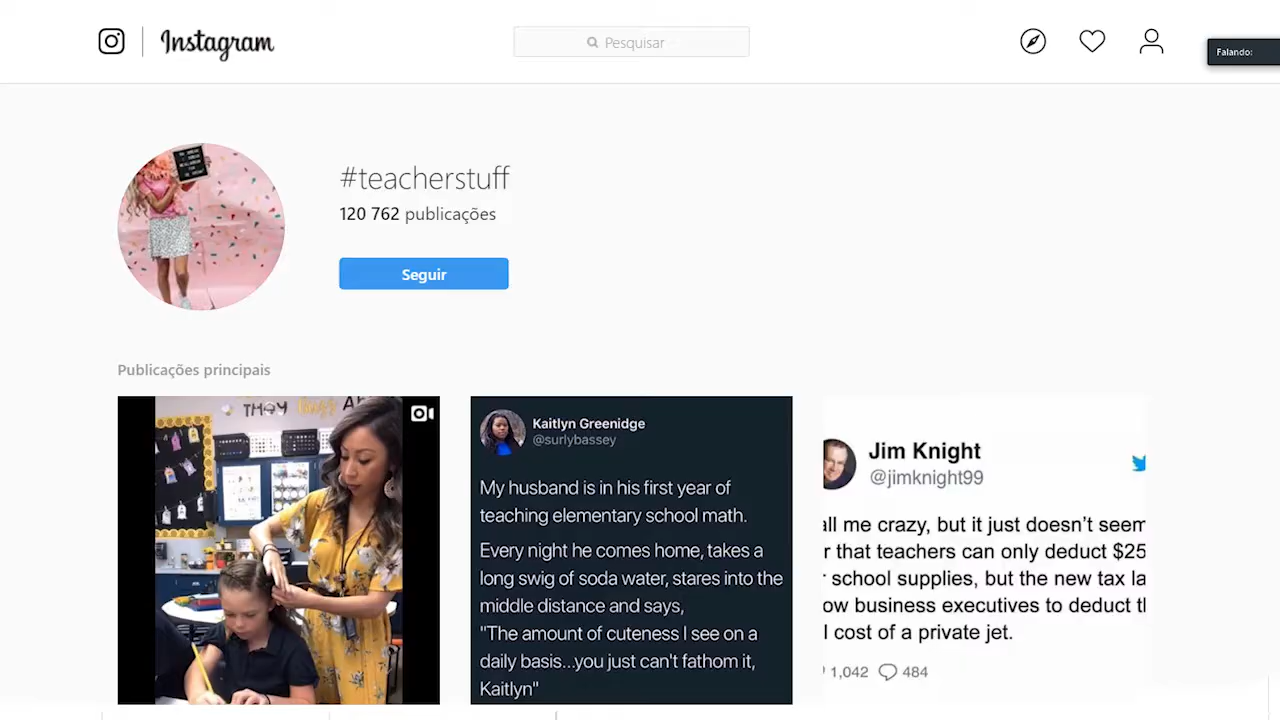 Instagram
Pesquisar
Falando:
#teacherstuff
120 762 publicações
Seguir
Publicações principais
THEY
Kaitlyn Greenidge
@surlybassey
My husband is in his first year of
teaching elementary school math.
Every night he comes home, takes a
long swig of soda water, stares into the
middle distance and says,
"The amount of cuteness I see on a
daily basis...you just can't fathom it,
Kaitlyn"
Jim Knight
@jimknight99
all me crazy, but it just doesn't seem
r that teachers can only deduct $25
school supplies, but the new tax la
ow business executives to deduct th
l cost of a private jet.
1,042 484